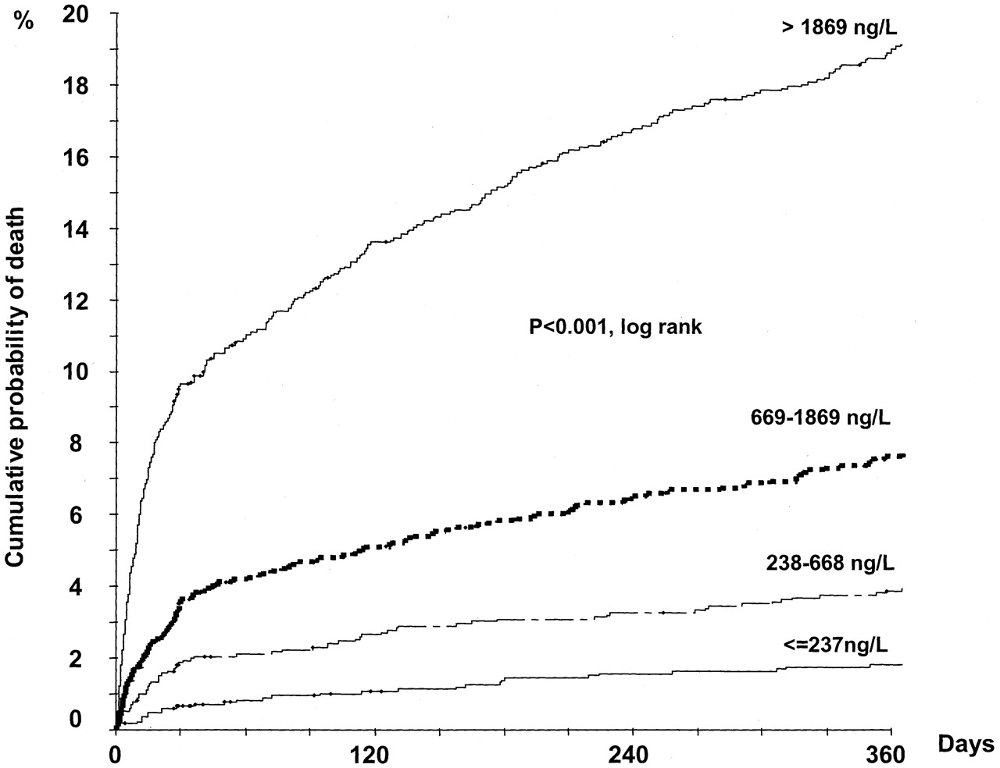 %
20
> 1869 ng/L
18
16
14
12
P<0.001, log rank
10
669-1869 ng/L
8
6
238-668 ng/L
4
<=237ng/L
2
0
Cumulative probability of death
0
120
240
360
Days